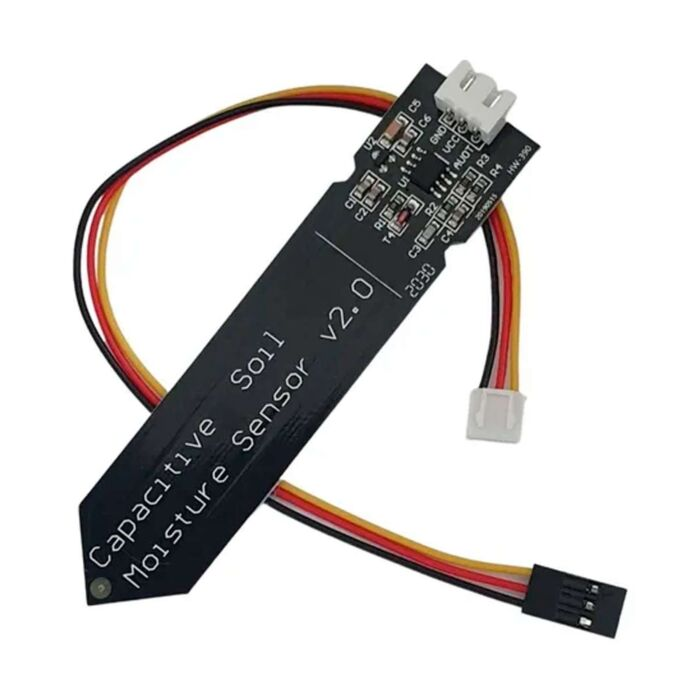 Capacitive Soil
Moisture Sensor v2.0
2030
GND
VCC
AUOT
HW-390
C5
C6
U2
U1
R3
R4
C1
C2
R1
R2
T4
C3
C4